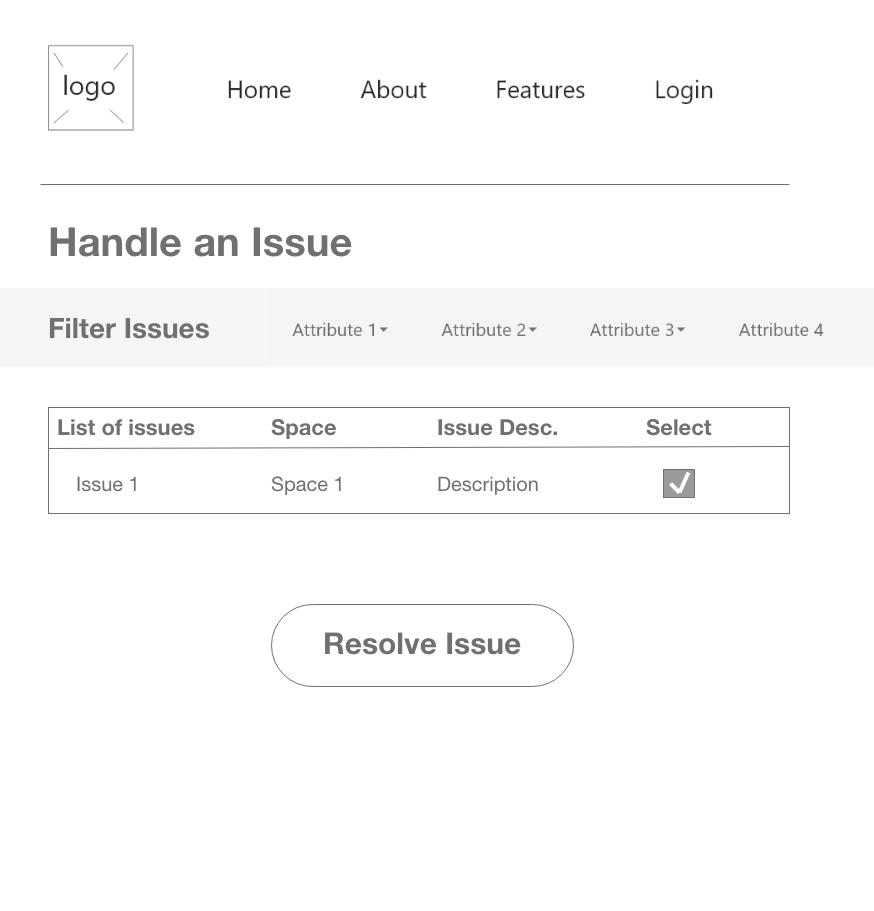 logo Home About Features Login
Handle an Issue
Filter Issues Attribute 1 Attribute 2 Attribute 3 Attribute 4
List of issues Space Issue Desc. Select
Issue 1 Space 1 Description
Resolve Issue